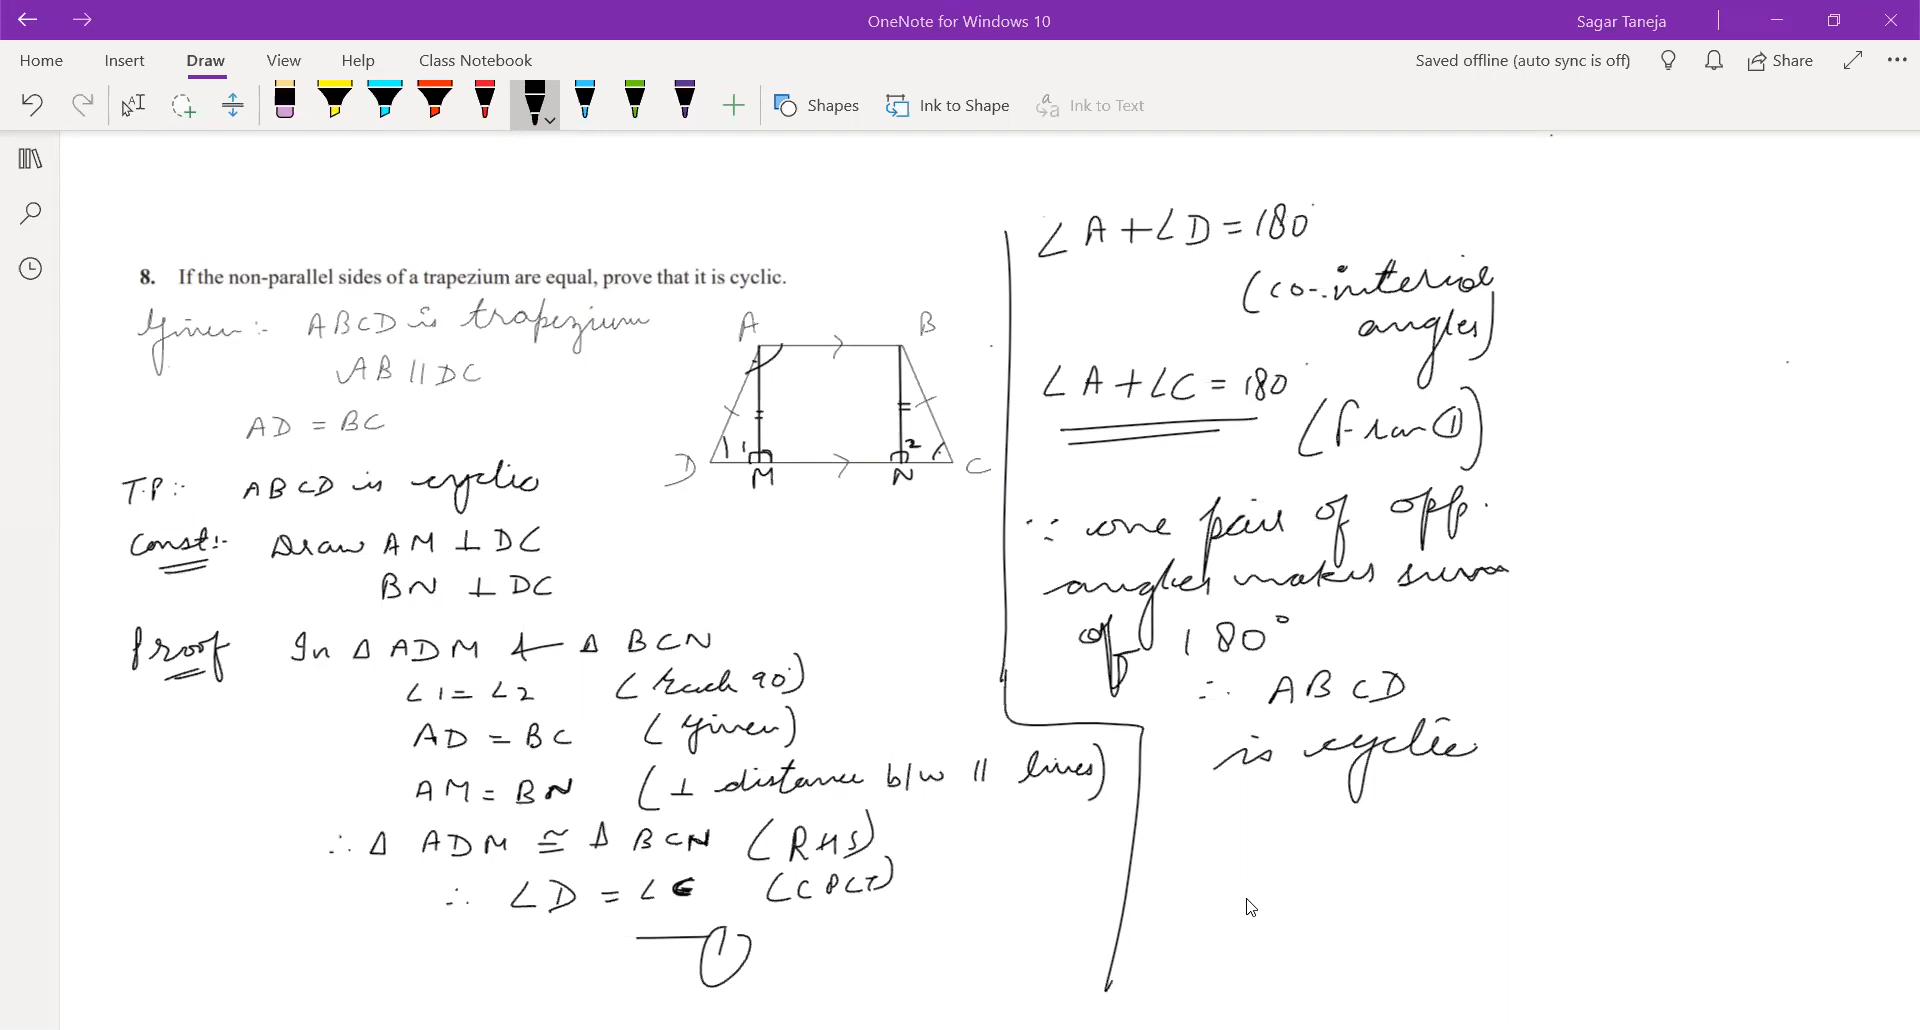 OneNote for Windows 10
Sagar Taneja
Home Insert Draw View Help Class Notebook
Saved offline (auto sync is off)
Share
Shapes
Ink to Shape
Ink to Text
8. If the non-parallel sides of a trapezium are equal, prove that it is cyclic.
Given :- ABCD is trapezium
AB || DC
AD = BC
T.P :- ABCD is cyclic
Const :- Draw AM ⊥ DC
BN ⊥ DC
Proof In Δ ADM & Δ BCN
∠1 = ∠2 (Each 90°)
AD = BC (given)
AM = BN (⊥ distance b/w || lines)
∴ Δ ADM ≅ Δ BCN (RHS)
∴ ∠D = ∠C (CPCT)
①
A B
1 2
D M N C
∠A + ∠D = 180°
(co-interior
angles)
∠A + ∠C = 180°
(From ①)
∵ one pair of opp.
angles makes sum
of 180°
∴ ABCD
is cyclic